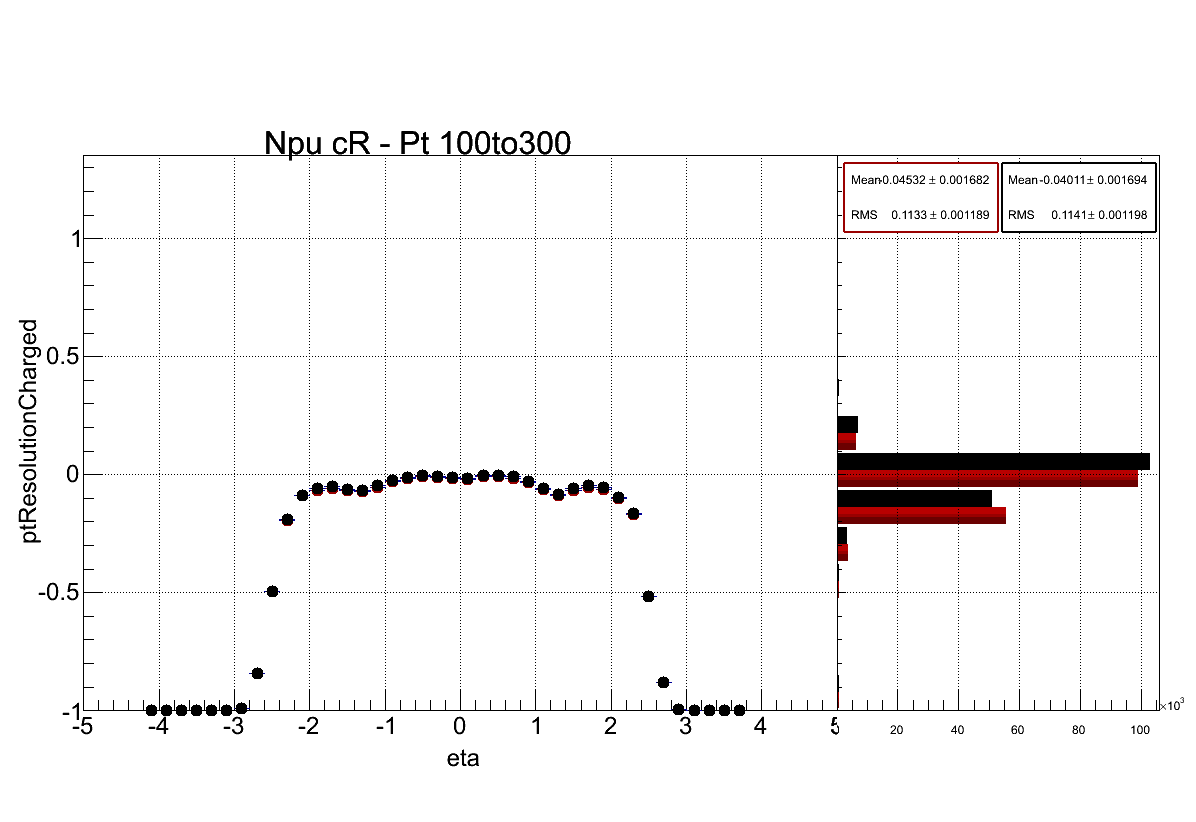 Npu cR - Pt 100to300
Mean-0.04532 ± 0.001682
RMS 0.1133 ± 0.001189
Mean-0.04011± 0.001694
RMS 0.1141± 0.001198
ptResolutionCharged
1
0.5
0
-0.5
-1
-5 -4 -3 -2 -1 0 1 2 3 4 5
eta
20 40 60 80 100
×10³